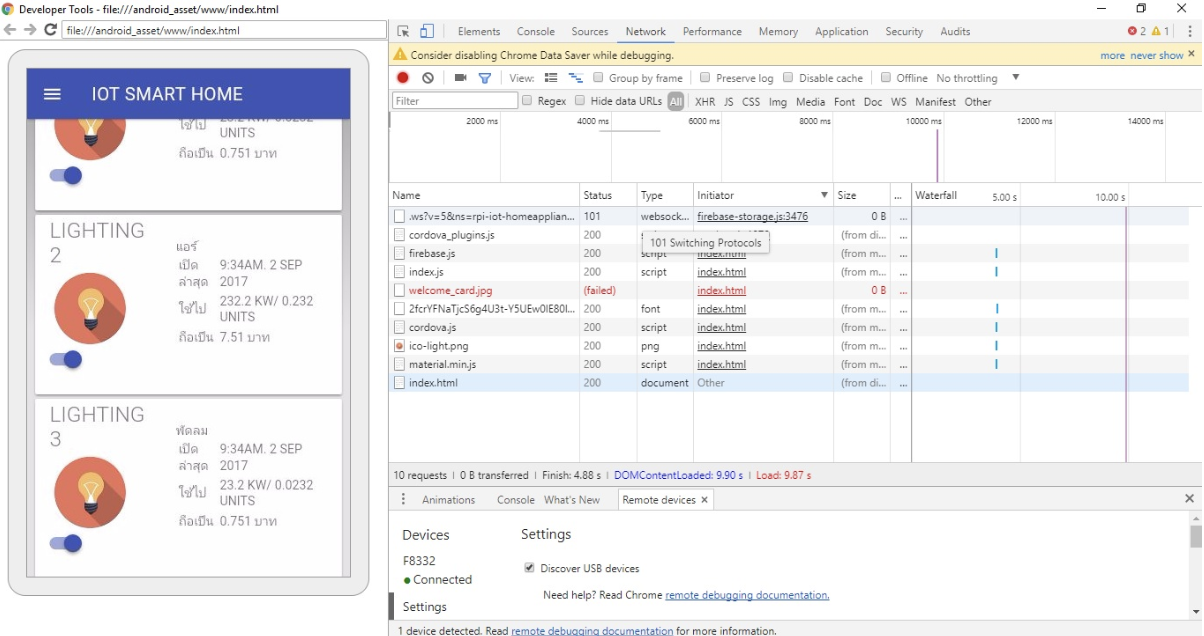 Developer Tools - file:///android_asset/www/index.html
file:///android_asset/www/index.html
IOT SMART HOME
UNITS
ถือเป็น 0.751 บาท
LIGHTING 2
แอร์
เปิดล่าสุด 9:34AM. 2 SEP 2017
ใช้ไป 232.2 KW/ 0.232 UNITS
ถือเป็น 7.51 บาท
LIGHTING 3
พัดลม
เปิดล่าสุด 9:34AM. 2 SEP 2017
ใช้ไป 23.2 KW/ 0.0232 UNITS
ถือเป็น 0.751 บาท
Elements Console Sources Network Performance Memory Application Security Audits 2 1
Consider disabling Chrome Data Saver while debugging. more never show
View: Group by frame Preserve log Disable cache Offline No throttling
Filter Regex Hide data URLs All XHR JS CSS Img Media Font Doc WS Manifest Other
2000 ms 4000 ms 6000 ms 8000 ms 10000 ms 12000 ms 14000 ms
Name Status Type Initiator Size ... Waterfall 5.00 s 10.00 s
.ws?v=5&ns=rpi-iot-homeapplian... 101 websock... firebase-storage.js:3476 0 B ...
cordova_plugins.js 200 (from di... ...
101 Switching Protocols
firebase.js 200 script index.html (from m... ...
index.js 200 script index.html (from m... ...
welcome_card.jpg (failed) index.html 0 B ...
2fcrYFNaTjcS6g4U3t-Y5UEw0lE80l... 200 font index.html (from m... ...
cordova.js 200 script index.html (from m... ...
ico-light.png 200 png index.html (from m... ...
material.min.js 200 script index.html (from m... ...
index.html 200 document Other (from di... ...
10 requests | 0 B transferred | Finish: 4.88 s | DOMContentLoaded: 9.90 s | Load: 9.87 s
Animations Console What's New Remote devices
Devices
F8332
Connected
Settings
Settings
Discover USB devices
Need help? Read Chrome remote debugging documentation.
1 device detected. Read remote debugging documentation for more information.